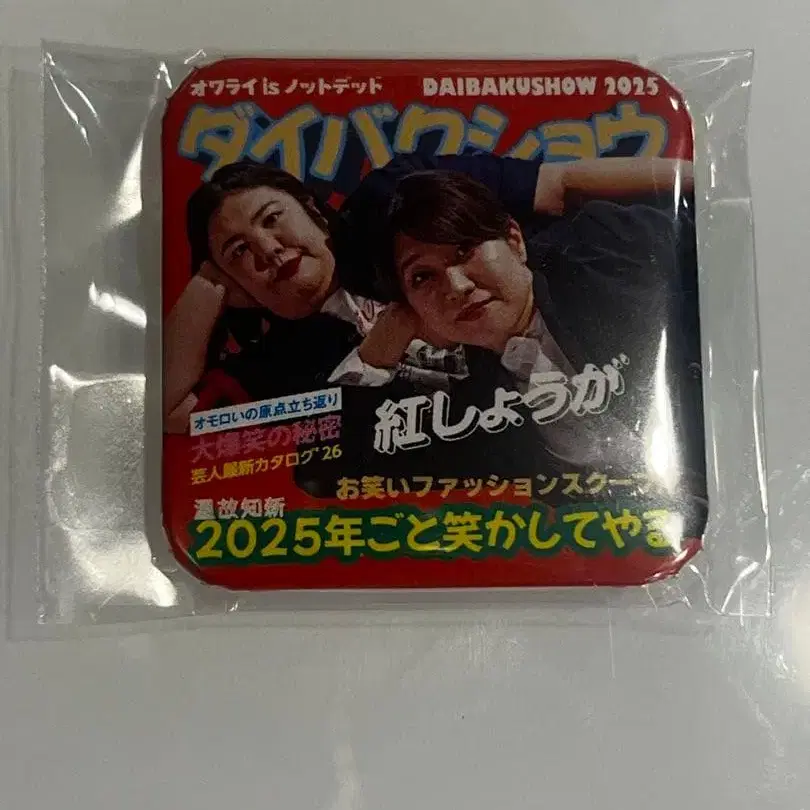 オワライ is ノットデット
DAIBAKUSHOW 2025
ダイバクショウ
オモロいの原点立ち返り
大爆笑の秘密
芸人最新カタログ'26
紅しょうが
お笑いファッションスクープ
温故知新
2025年ごと笑かしてやる